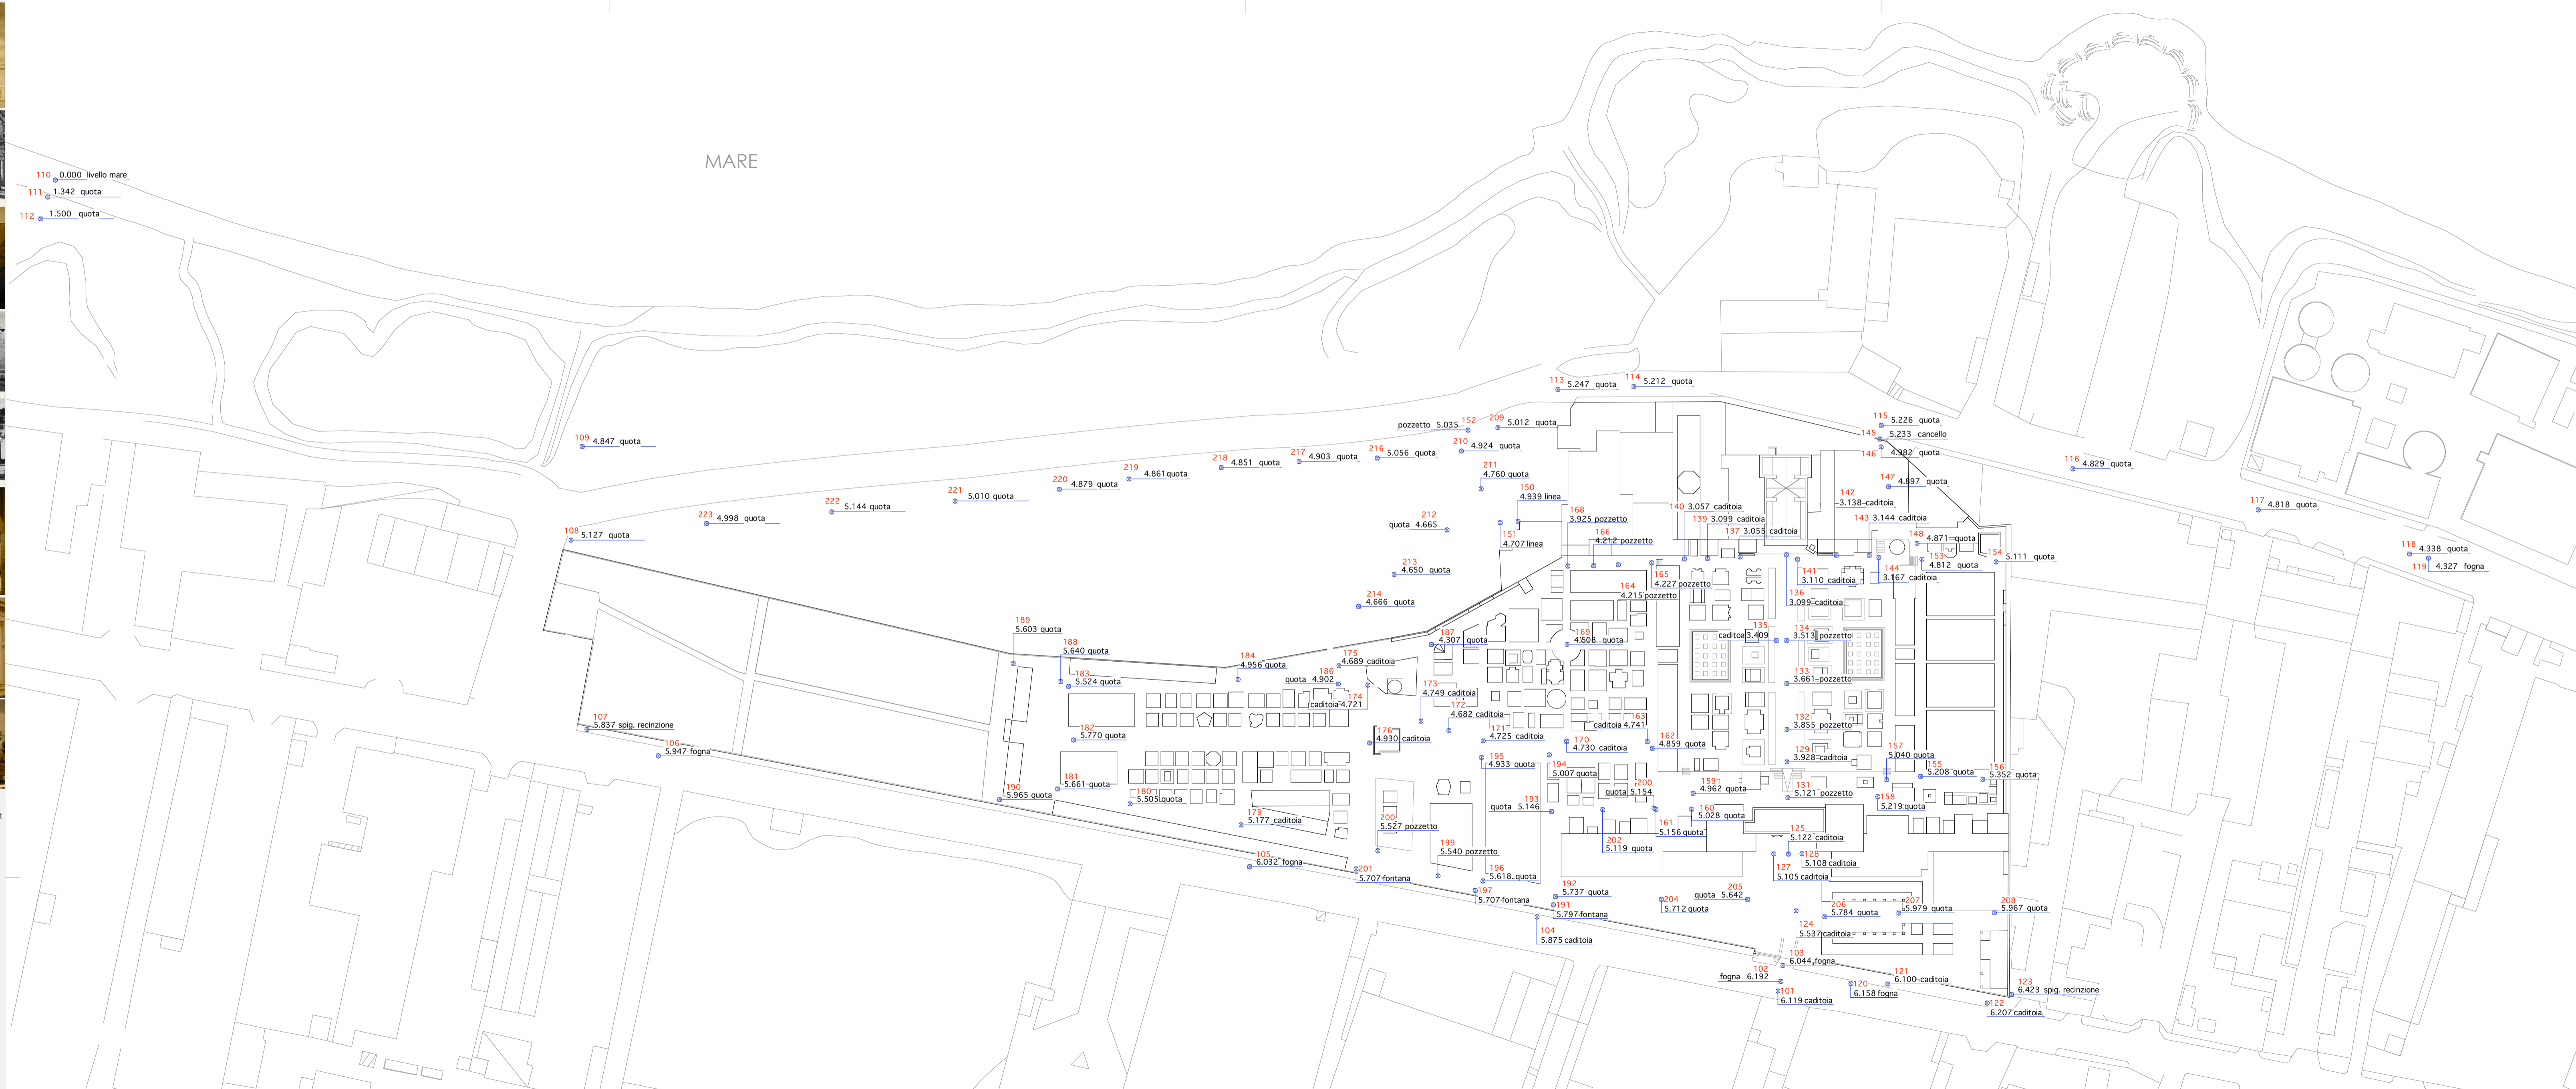 MARE
110 0.000 livello mare
111 1.342 quota
112 1.500 quota
113 5.247 quota
114 5.212 quota
115 5.226 quota
145 5.233 cancello
146 4.982 quota
109 4.847 quota
pozzetto 5.035 152
209 5.012 quota
210 4.924 quota
216 5.056 quota
217 4.903 quota
218 4.851 quota
219 4.861 quota
220 4.879 quota
221 5.010 quota
222 5.144 quota
223 4.998 quota
108 5.127 quota
211 4.760 quota
150 4.939 linea
212 quota 4.665
151 4.707 linea
168 3.925 pozzetto
166 4.212 pozzetto
140 3.057 caditoia
139 3.099 caditoia
137 3.055 caditoia
142 3.138 caditoia
143 3.144 caditoia
147 4.897 quota
116 4.829 quota
117 4.818 quota
118 4.338 quota
119 4.327 fogna
148 4.871 quota
153 4.812 quota
154 5.111 quota
213 4.650 quota
214 4.666 quota
165 4.227 pozzetto
164 4.215 pozzetto
141 3.110 caditoia
144 3.167 caditoia
136 3.099 caditoia
135 caditoia 3.409
134 3.513 pozzetto
133 3.661 pozzetto
132 3.855 pozzetto
129 3.928 caditoia
131 5.121 pozzetto
189 5.603 quota
188 5.640 quota
183 5.524 quota
184 4.956 quota
186 quota 4.902
175 4.689 caditoia
174 caditoia 4.721
187 4.307 quota
169 4.508 quota
173 4.749 caditoia
172 4.682 caditoia
171 4.725 caditoia
170 4.730 caditoia
163 caditoia 4.741
162 4.859 quota
176 4.930 caditoia
107 5.837 spig. recinzione
106 5.947 fogna
182 5.770 quota
181 5.661 quota
180 5.505 quota
190 5.965 quota
179 5.177 caditoia
195 4.933 quota
194 5.007 quota
193 quota 5.146
200 quota 5.154
159 4.962 quota
160 5.028 quota
161 5.156 quota
202 5.119 quota
157 5.040 quota
155 5.208 quota
156 5.352 quota
158 5.219 quota
125 5.122 caditoia
128 5.108 caditoia
127 5.105 caditoia
200 5.527 pozzetto
199 5.540 pozzetto
105 6.032 fogna
201 5.707 fontana
196 5.618 quota
197 5.707 fontana
192 5.737 quota
191 5.797 fontana
204 5.712 quota
205 quota 5.642
206 5.784 quota
207 5.979 quota
208 5.967 quota
124 5.537 caditoia
104 5.875 caditoia
103 6.044 fogna
102 fogna 6.192
101 6.119 caditoia
120 6.158 fogna
121 6.100 caditoia
122 6.207 caditoia
123 6.423 spig. recinzione